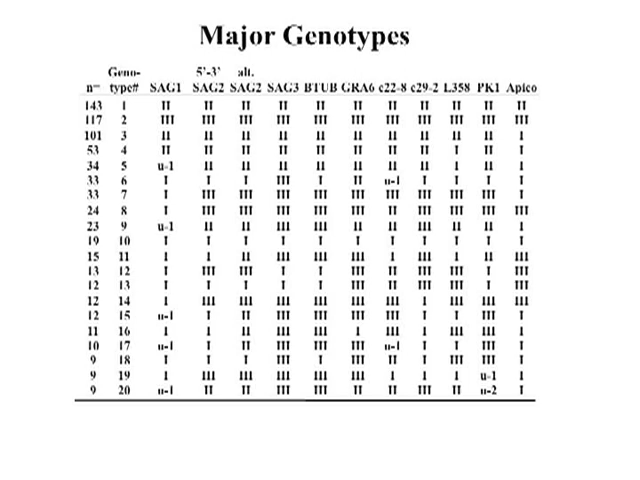 Major Genotypes
Geno- 5'-3' alt.
n= type# SAG1 SAG2 SAG2 SAG3 BTUB GRA6 c22-8 c29-2 L358 PK1 Apico
143 1 II II II II II II II II II II II
117 2 III III III III III III III III III III III
101 3 II II II II II II II II II II I
53 4 II II II II II II II II I II I
34 5 u-1 II II II II II II II I II I
33 6 I I I III I II u-1 I I I I
33 7 I III III III III III III III III III I
24 8 I III III III III III II III III III III
23 9 u-1 II II III III II II III II II I
19 10 I I I I I I I I I I I
15 11 I I II III III III I III I II III
13 12 I III III I I III II III III I III
12 13 I I I I I III II III III I III
12 14 I III III III III III III I III III III
12 15 u-1 I II III III III III I I III I
11 16 I I II III III I III I III III I
10 17 u-1 I II III III III u-1 I I III I
9 18 I I I III I III II I III III I
9 19 I III III III III III I I I u-1 I
9 20 u-1 II II III III II II III II u-2 I